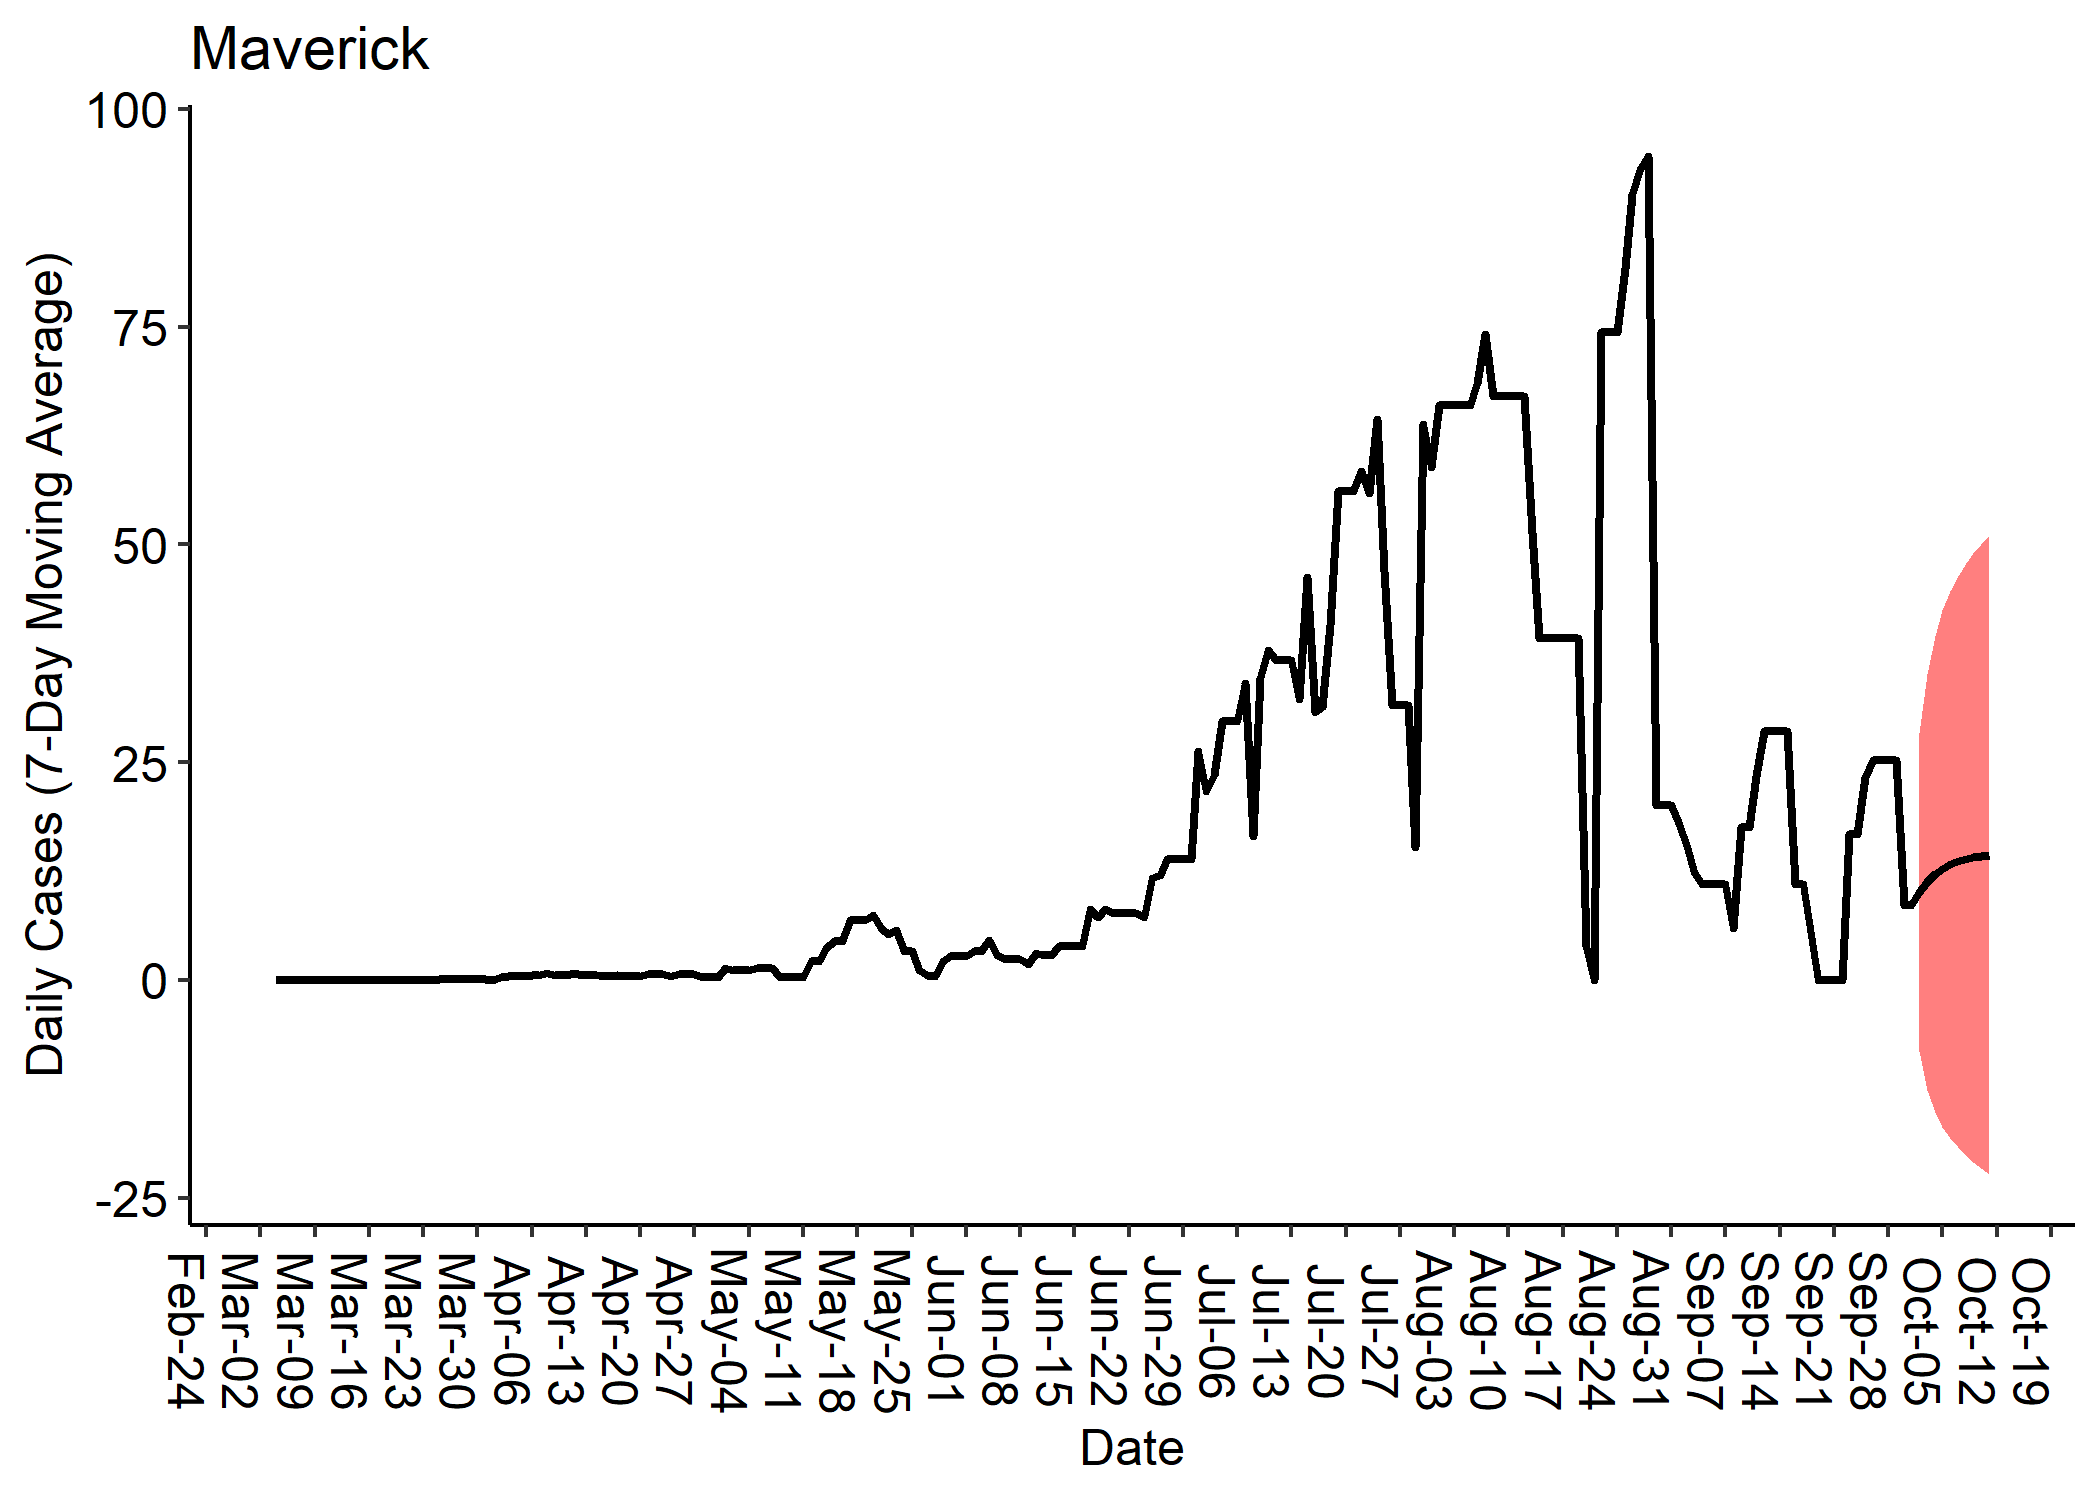 Maverick
100
75
50
25
0
-25
Daily Cases (7-Day Moving Average)
Feb-24
Mar-02
Mar-09
Mar-16
Mar-23
Mar-30
Apr-06
Apr-13
Apr-20
Apr-27
May-04
May-11
May-18
May-25
Jun-01
Jun-08
Jun-15
Jun-22
Jun-29
Jul-06
Jul-13
Jul-20
Jul-27
Aug-03
Aug-10
Aug-17
Aug-24
Aug-31
Sep-07
Sep-14
Sep-21
Sep-28
Oct-05
Oct-12
Oct-19
Date